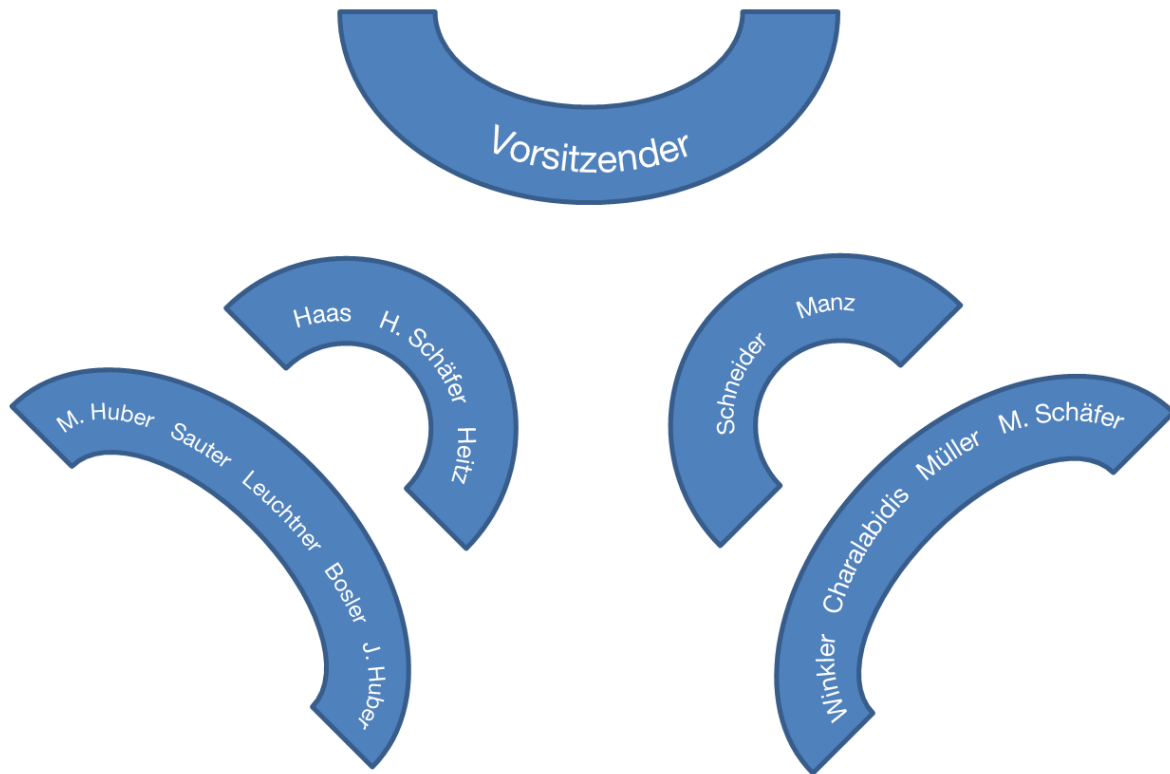 Vorsitzender
Haas H. Schäfer Heitz
Schneider Manz
M. Huber Sauter Leuchtner Bosler J. Huber
Winkler Charalabidis Müller M. Schäfer